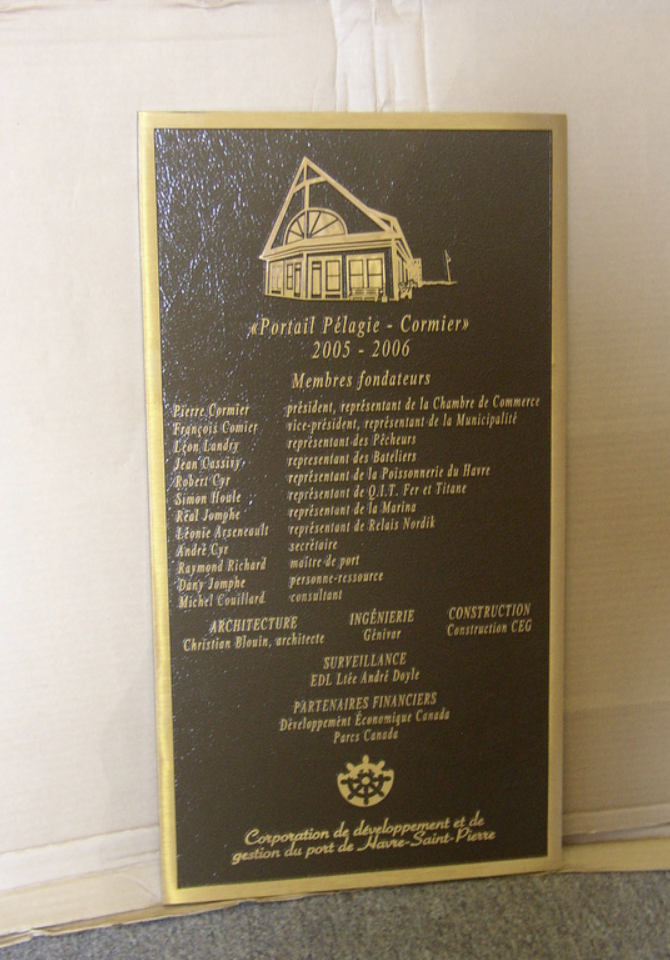 «Portail Pélagie - Cormier»
2005 - 2006
Membres fondateurs
Pierre Cormier président, représentant de la Chambre de Commerce
François Comier vice-président, représentant de la Municipalité
Léon Landry représentant des Pêcheurs
Jean Cassivy représentant des Bateliers
Robert Cyr représentant de la Poissonnerie du Havre
Simon Houle représentant de Q.I.T. Fer et Titane
Réal Jomphe représentant de la Marina
Léonie Arseneault représentant de Relais Nordik
André Cyr secrétaire
Raymond Richard maître de port
Dany Jomphe personne-ressource
Michel Couillard consultant
ARCHITECTURE INGÉNIERIE CONSTRUCTION
Christian Blouin, architecte Génivar Construction CEG
SURVEILLANCE
EDL Ltée André Doyle
PARTENAIRES FINANCIERS
Développement Économique Canada
Parcs Canada
Corporation de développement et de
gestion du port de Havre-Saint-Pierre